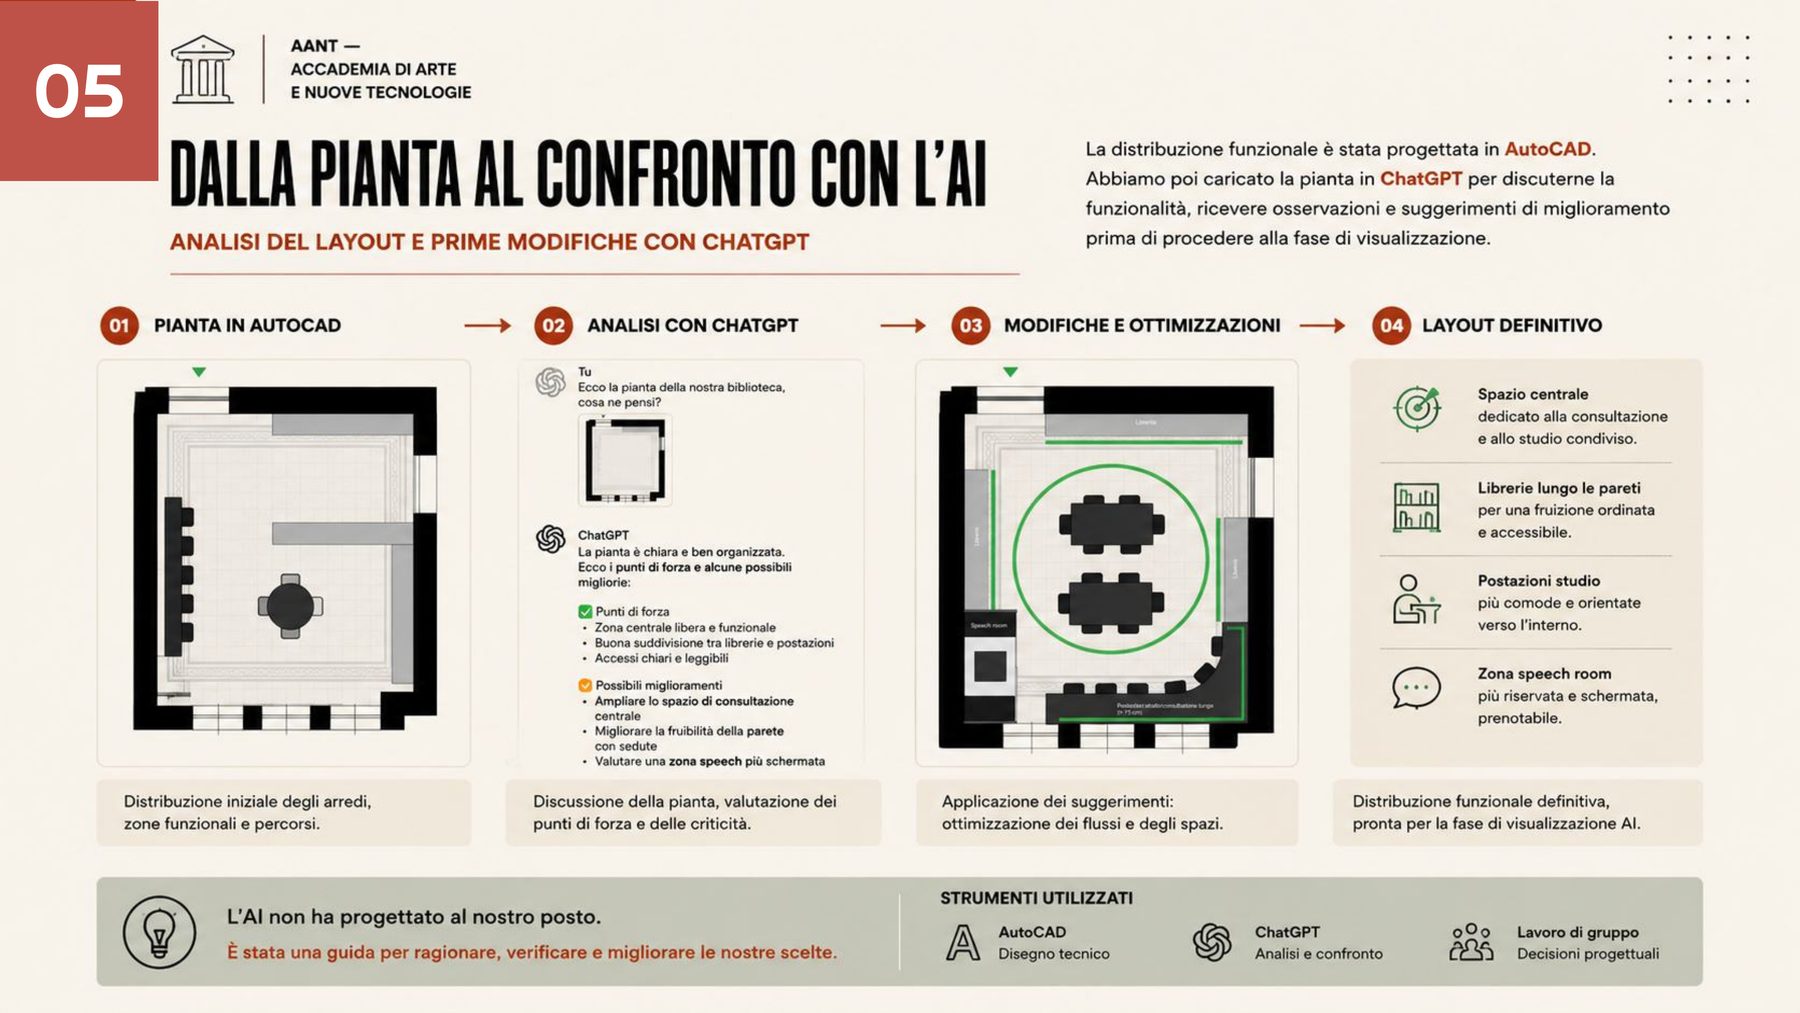 05
AANT —
ACCADEMIA DI ARTE
E NUOVE TECNOLOGIE
DALLA PIANTA AL CONFRONTO CON L'AI
ANALISI DEL LAYOUT E PRIME MODIFICHE CON CHATGPT
La distribuzione funzionale è stata progettata in AutoCAD.
Abbiamo poi caricato la pianta in ChatGPT per discuterne la
funzionalità, ricevere osservazioni e suggerimenti di miglioramento
prima di procedere alla fase di visualizzazione.
01 PIANTA IN AUTOCAD
Distribuzione iniziale degli arredi,
zone funzionali e percorsi.
02 ANALISI CON CHATGPT
Tu
Ecco la pianta della nostra biblioteca,
cosa ne pensi?
ChatGPT
La pianta è chiara e ben organizzata.
Ecco i punti di forza e alcune possibili
migliorie:
Punti di forza
• Zona centrale libera e funzionale
• Buona suddivisione tra librerie e postazioni
• Accessi chiari e leggibili
Possibili miglioramenti
• Ampliare lo spazio di consultazione
centrale
• Migliorare la fruibilità della parete
con sedute
• Valutare una zona speech più schermata
Discussione della pianta, valutazione dei
punti di forza e delle criticità.
03 MODIFICHE E OTTIMIZZAZIONI
Libreria
Libreria
Libreria
Speech room
Applicazione dei suggerimenti:
ottimizzazione dei flussi e degli spazi.
04 LAYOUT DEFINITIVO
Spazio centrale
dedicato alla consultazione
e allo studio condiviso.
Librerie lungo le pareti
per una fruizione ordinata
e accessibile.
Postazioni studio
più comode e orientate
verso l'interno.
Zona speech room
più riservata e schermata,
prenotabile.
Distribuzione funzionale definitiva,
pronta per la fase di visualizzazione AI.
L'AI non ha progettato al nostro posto.
È stata una guida per ragionare, verificare e migliorare le nostre scelte.
STRUMENTI UTILIZZATI
AutoCAD
Disegno tecnico
ChatGPT
Analisi e confronto
Lavoro di gruppo
Decisioni progettuali